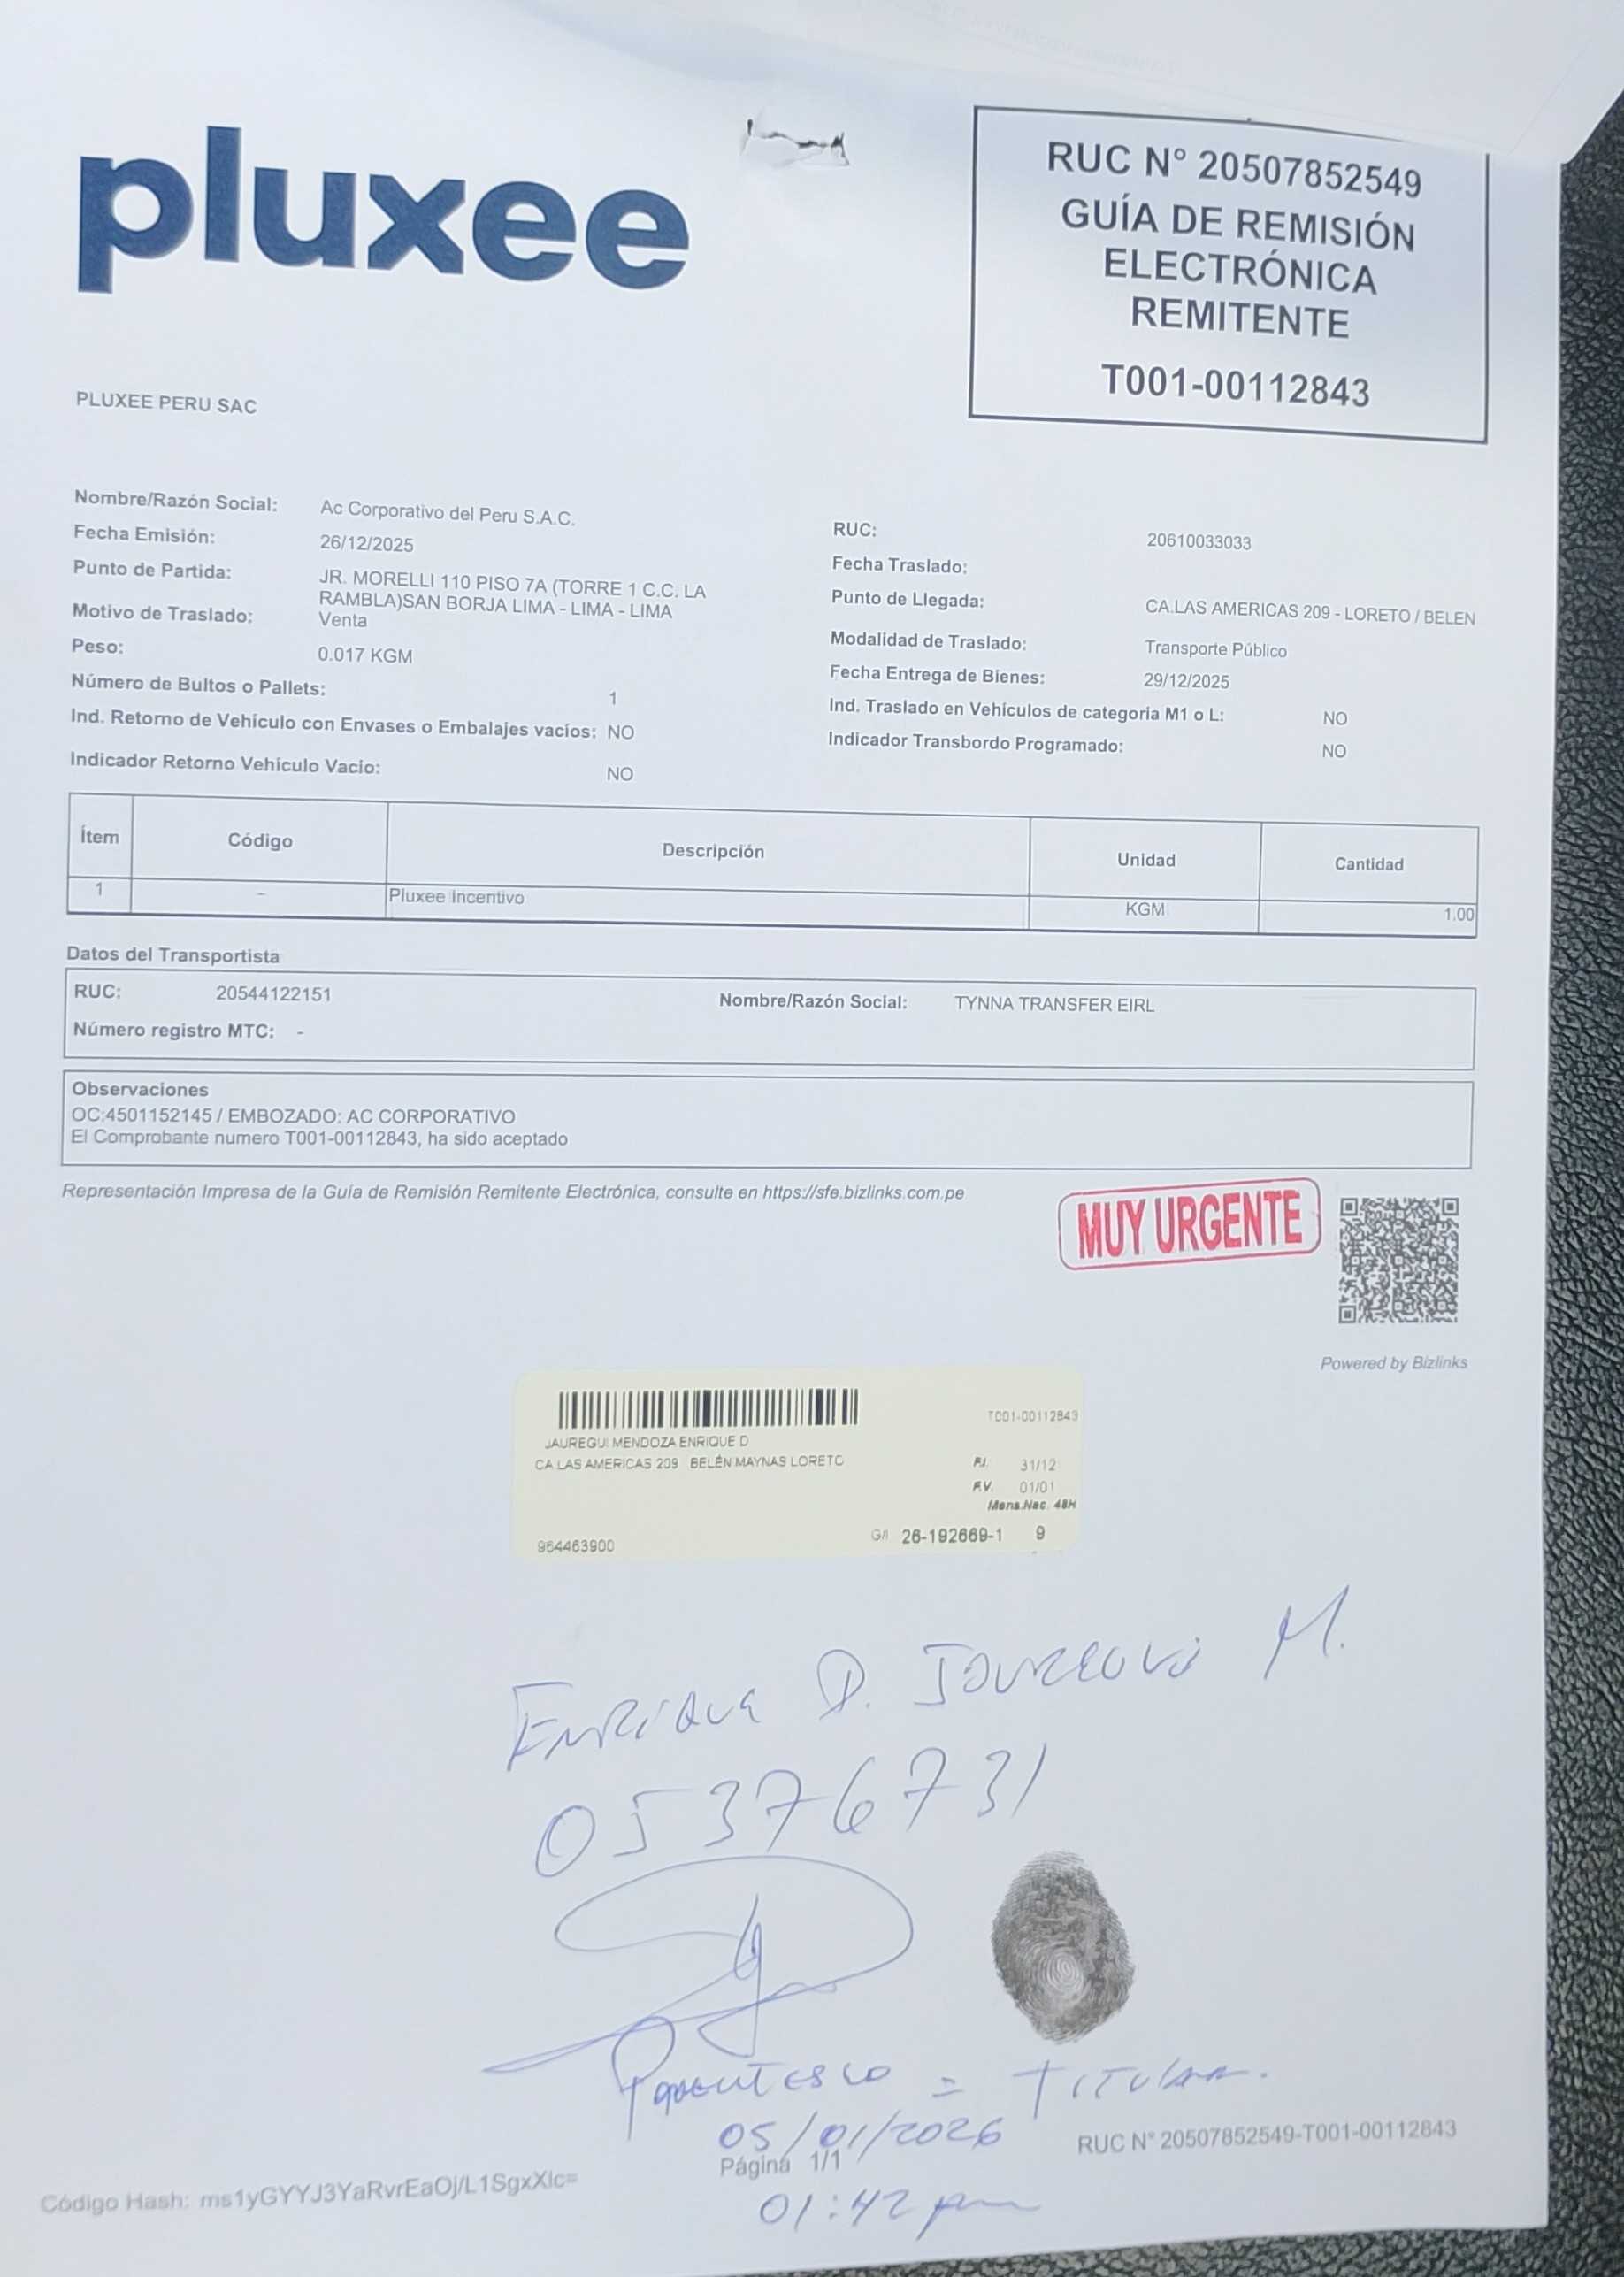 pluxee
RUC N° 20507852549
GUÍA DE REMISIÓN
ELECTRÓNICA
REMITENTE
T001-00112843
PLUXEE PERU SAC
Nombre/Razón Social: Ac Corporativo del Peru S.A.C.
Fecha Emisión: 26/12/2025
Punto de Partida: JR. MORELLI 110 PISO 7A (TORRE 1 C.C. LA
RAMBLA)SAN BORJA LIMA - LIMA - LIMA
Motivo de Traslado: Venta
Peso: 0.017 KGM
Número de Bultos o Pallets: 1
Ind. Retorno de Vehículo con Envases o Embalajes vacíos: NO
Indicador Retorno Vehículo Vacio: NO
RUC: 20610033033
Fecha Traslado:
Punto de Llegada: CA.LAS AMERICAS 209 - LORETO / BELEN
Modalidad de Traslado: Transporte Público
Fecha Entrega de Bienes: 29/12/2025
Ind. Traslado en Vehículos de categoria M1 o L: NO
Indicador Transbordo Programado: NO
Ítem Código Descripción Unidad Cantidad
1 - Pluxee Incentivo KGM 1.00
Datos del Transportista
RUC: 20544122151 Nombre/Razón Social: TYNNA TRANSFER EIRL
Número registro MTC: -
Observaciones
OC:4501152145 / EMBOZADO: AC CORPORATIVO
El Comprobante numero T001-00112843, ha sido aceptado
Representación Impresa de la Guía de Remisión Remitente Electrónica, consulte en https://sfe.bizlinks.com.pe
MUY URGENTE
Powered by Bizlinks
T001-00112843
JAUREGUI MENDOZA ENRIQUE D
CA LAS AMERICAS 209 BELÉN MAYNAS LORETO
F.I. 31/12
F.V. 01/01
Mens.Nac. 48H
964463900 G/I 26-192669-1 9
Enrique D. Jauregui M.
05376731
Parentesco = Titular.
05/01/2026
RUC N° 20507852549-T001-00112843
Página 1/1
Código Hash: ms1yGYYJ3YaRvrEaOj/L1SgxXlc=
01:42 pm